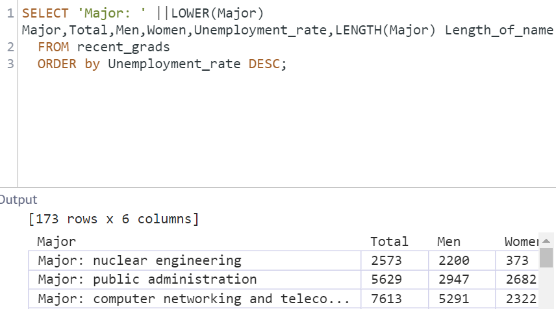 1 SELECT 'Major: ' ||LOWER(Major)
Major,Total,Men,Women,Unemployment_rate,LENGTH(Major) Length_of_name
2 FROM recent_grads
3 ORDER by Unemployment_rate DESC;
Output
[173 rows x 6 columns]
Major Total Men Women
Major: nuclear engineering 2573 2200 373
Major: public administration 5629 2947 2682
Major: computer networking and teleco... 7613 5291 2322